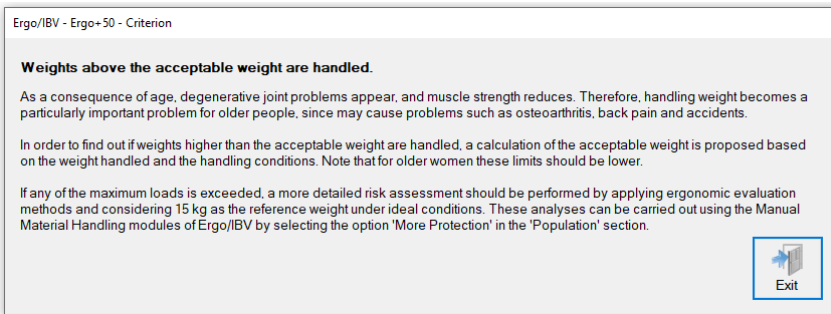 Ergo/IBV - Ergo+50 - Criterion
Weights above the acceptable weight are handled.
As a consequence of age, degenerative joint problems appear, and muscle strength reduces. Therefore, handling weight becomes a
particularly important problem for older people, since may cause problems such as osteoarthritis, back pain and accidents.
In order to find out if weights higher than the acceptable weight are handled, a calculation of the acceptable weight is proposed based
on the weight handled and the handling conditions. Note that for older women these limits should be lower.
If any of the maximum loads is exceeded, a more detailed risk assessment should be performed by applying ergonomic evaluation
methods and considering 15 kg as the reference weight under ideal conditions. These analyses can be carried out using the Manual
Material Handling modules of Ergo/IBV by selecting the option 'More Protection' in the 'Population' section.
Exit